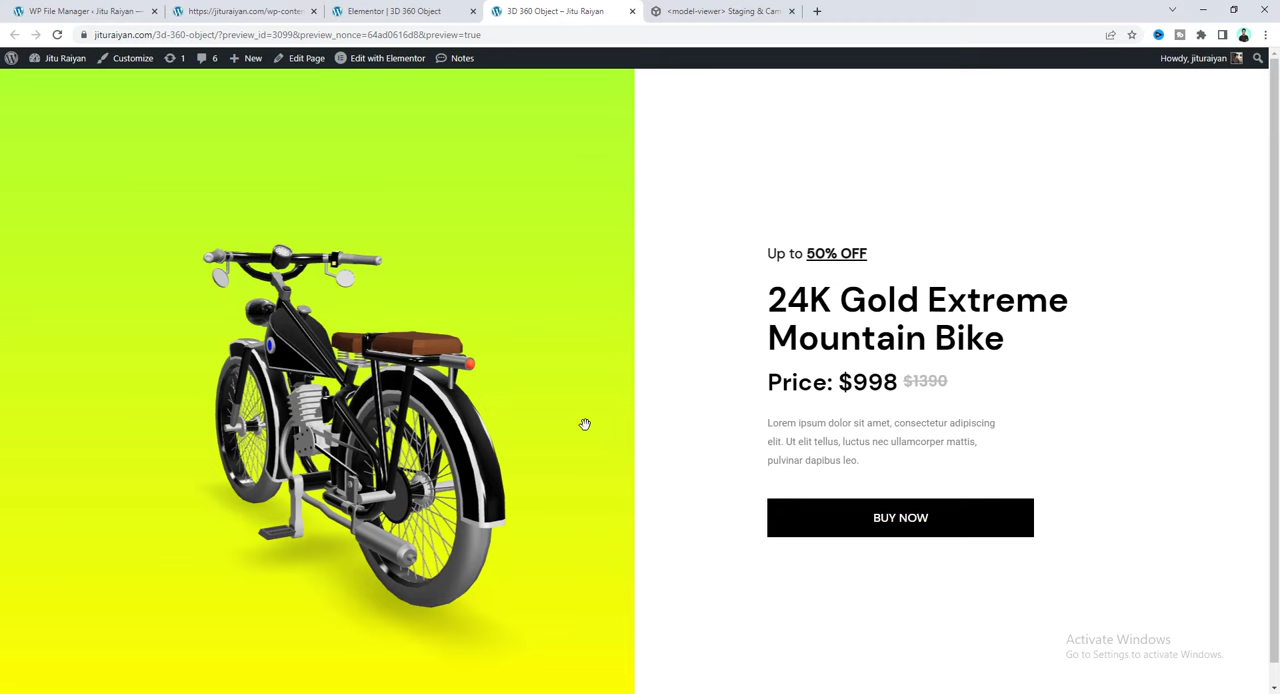 WP File Manager ‹ Jitu Raiyan —
https://jituraiyan.com/wp-conten
Elementor | 3D 360 Object
3D 360 Object – Jitu Raiyan
<model-viewer> Staging & Cam
jituraiyan.com/3d-360-object/?preview_id=3099&preview_nonce=64ad0616d8&preview=true
Jitu Raiyan
Customize
1
6
New
Edit Page
Edit with Elementor
Notes
Howdy, jituraiyan
Up to 50% OFF
24K Gold Extreme
Mountain Bike
Price: $998 $1390
Lorem ipsum dolor sit amet, consectetur adipiscing
elit. Ut elit tellus, luctus nec ullamcorper mattis,
pulvinar dapibus leo.
BUY NOW
Activate Windows
Go to Settings to activate Windows.